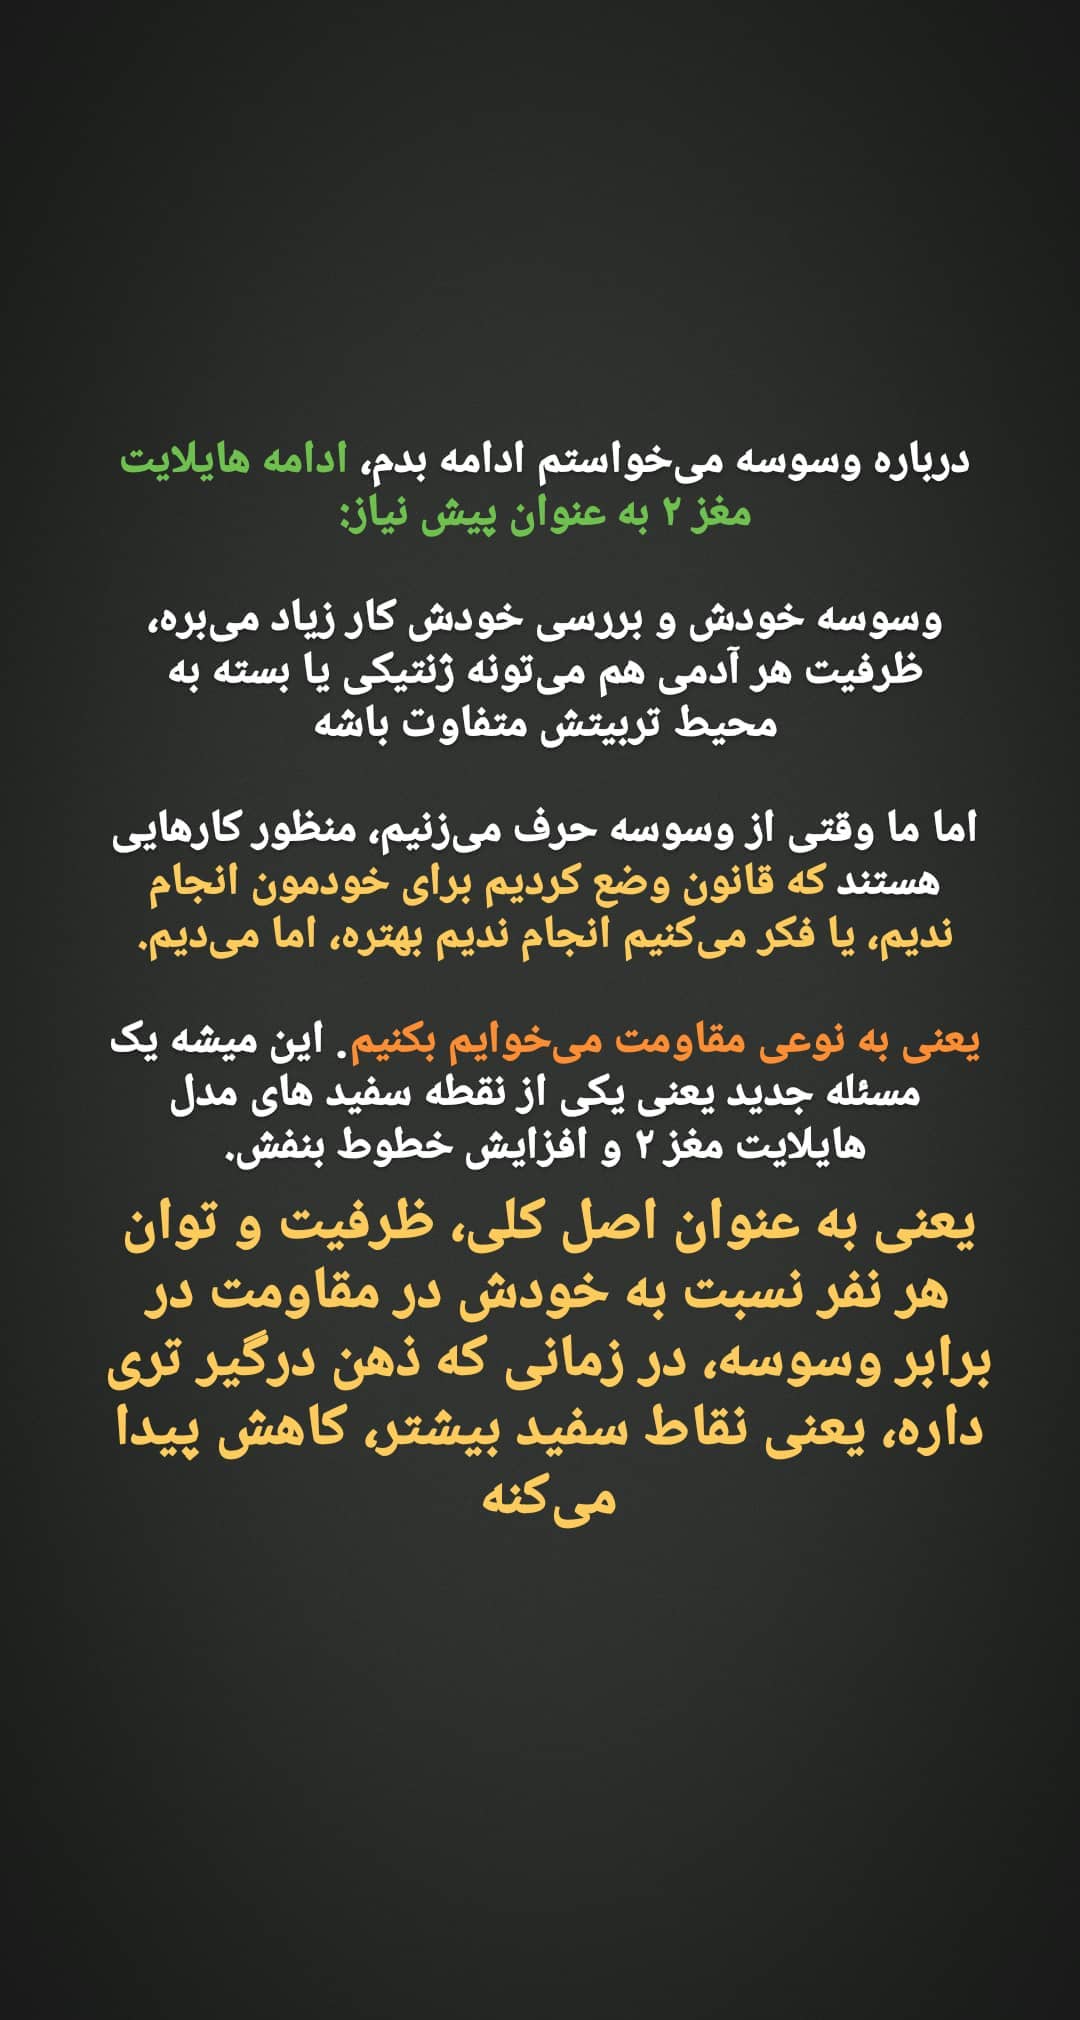 درباره وسوسه می‌خواستم ادامه بدم، ادامه هایلایت
مغز ۲ به عنوان پیش نیاز:
وسوسه خودش و بررسی خودش کار زیاد می‌بره،
ظرفیت هر آدمی هم می‌تونه ژنتیکی یا بسته به
محیط تربیتش متفاوت باشه
اما ما وقتی از وسوسه حرف می‌زنیم، منظور کارهایی
هستند که قانون وضع کردیم برای خودمون انجام
ندیم، یا فکر می‌کنیم انجام ندیم بهتره، اما می‌دیم.
یعنی به نوعی مقاومت می‌خوایم بکنیم. این میشه یک
مسئله جدید یعنی یکی از نقطه سفید های مدل
هایلایت مغز ۲ و افزایش خطوط بنفش.
یعنی به عنوان اصل کلی، ظرفیت و توان
هر نفر نسبت به خودش در مقاومت در
برابر وسوسه، در زمانی که ذهن درگیر تری
داره، یعنی نقاط سفید بیشتر، کاهش پیدا
می‌کنه